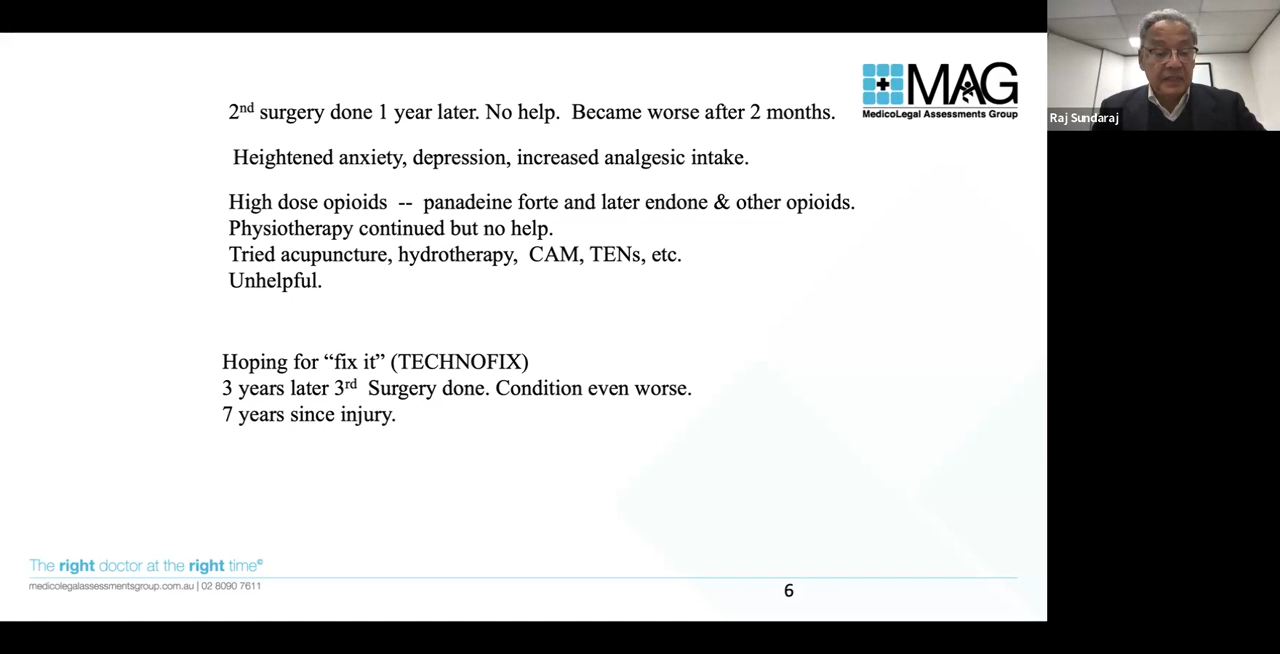 2nd surgery done 1 year later. No help.  Became worse after 2 months.
Heightened anxiety, depression, increased analgesic intake.
High dose opioids  --  panadeine forte and later endone & other opioids.
Physiotherapy continued but no help.
Tried acupuncture, hydrotherapy,  CAM, TENs, etc.
Unhelpful.
Hoping for “fix it” (TECHNOFIX)
3 years later 3rd  Surgery done. Condition even worse.
7 years since injury.
MAG
MedicoLegal Assessments Group
Raj Sundaraj
The right doctor at the right time©
medicolegalassessmentsgroup.com.au | 02 8090 7611
6